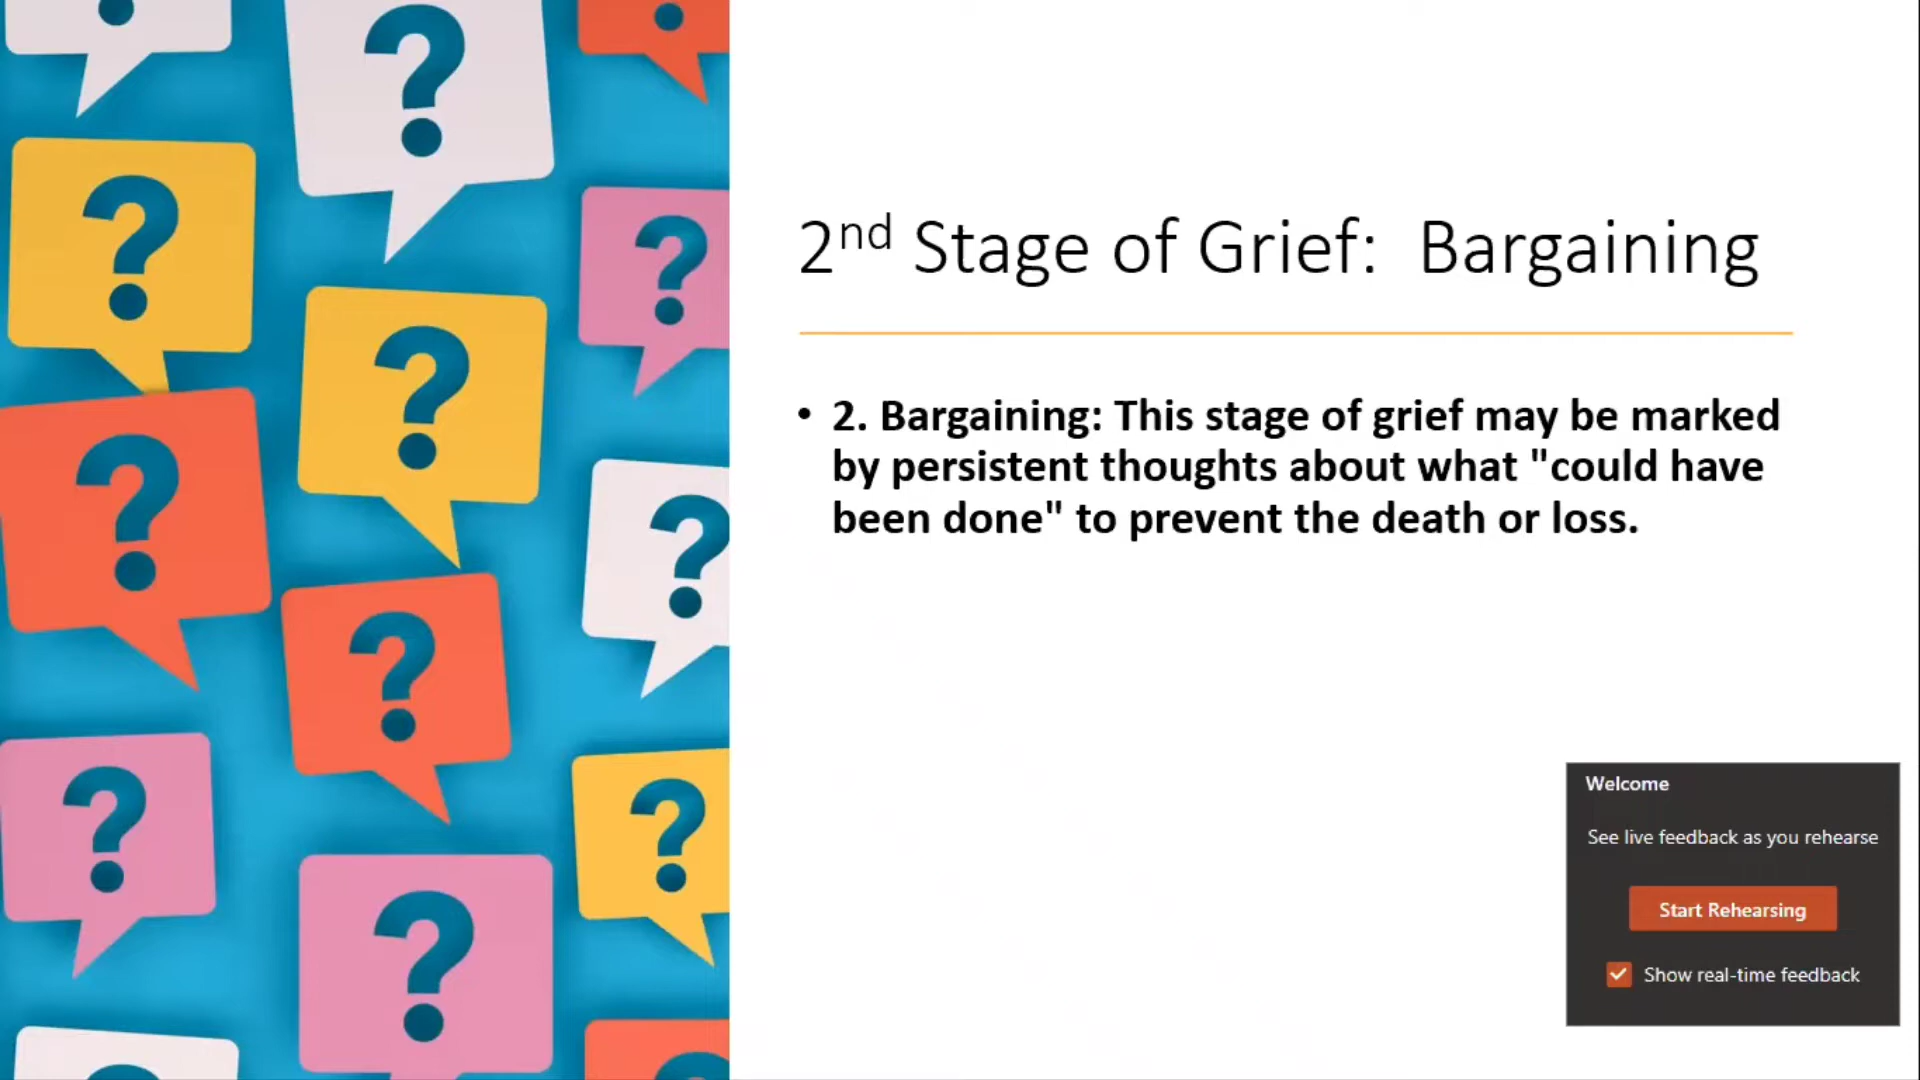 2nd Stage of Grief: Bargaining
• 2. Bargaining: This stage of grief may be marked
by persistent thoughts about what "could have
been done" to prevent the death or loss.
Welcome
See live feedback as you rehearse
Start Rehearsing
Show real-time feedback
?
?
?
?
?
?
?
?
?
?
?